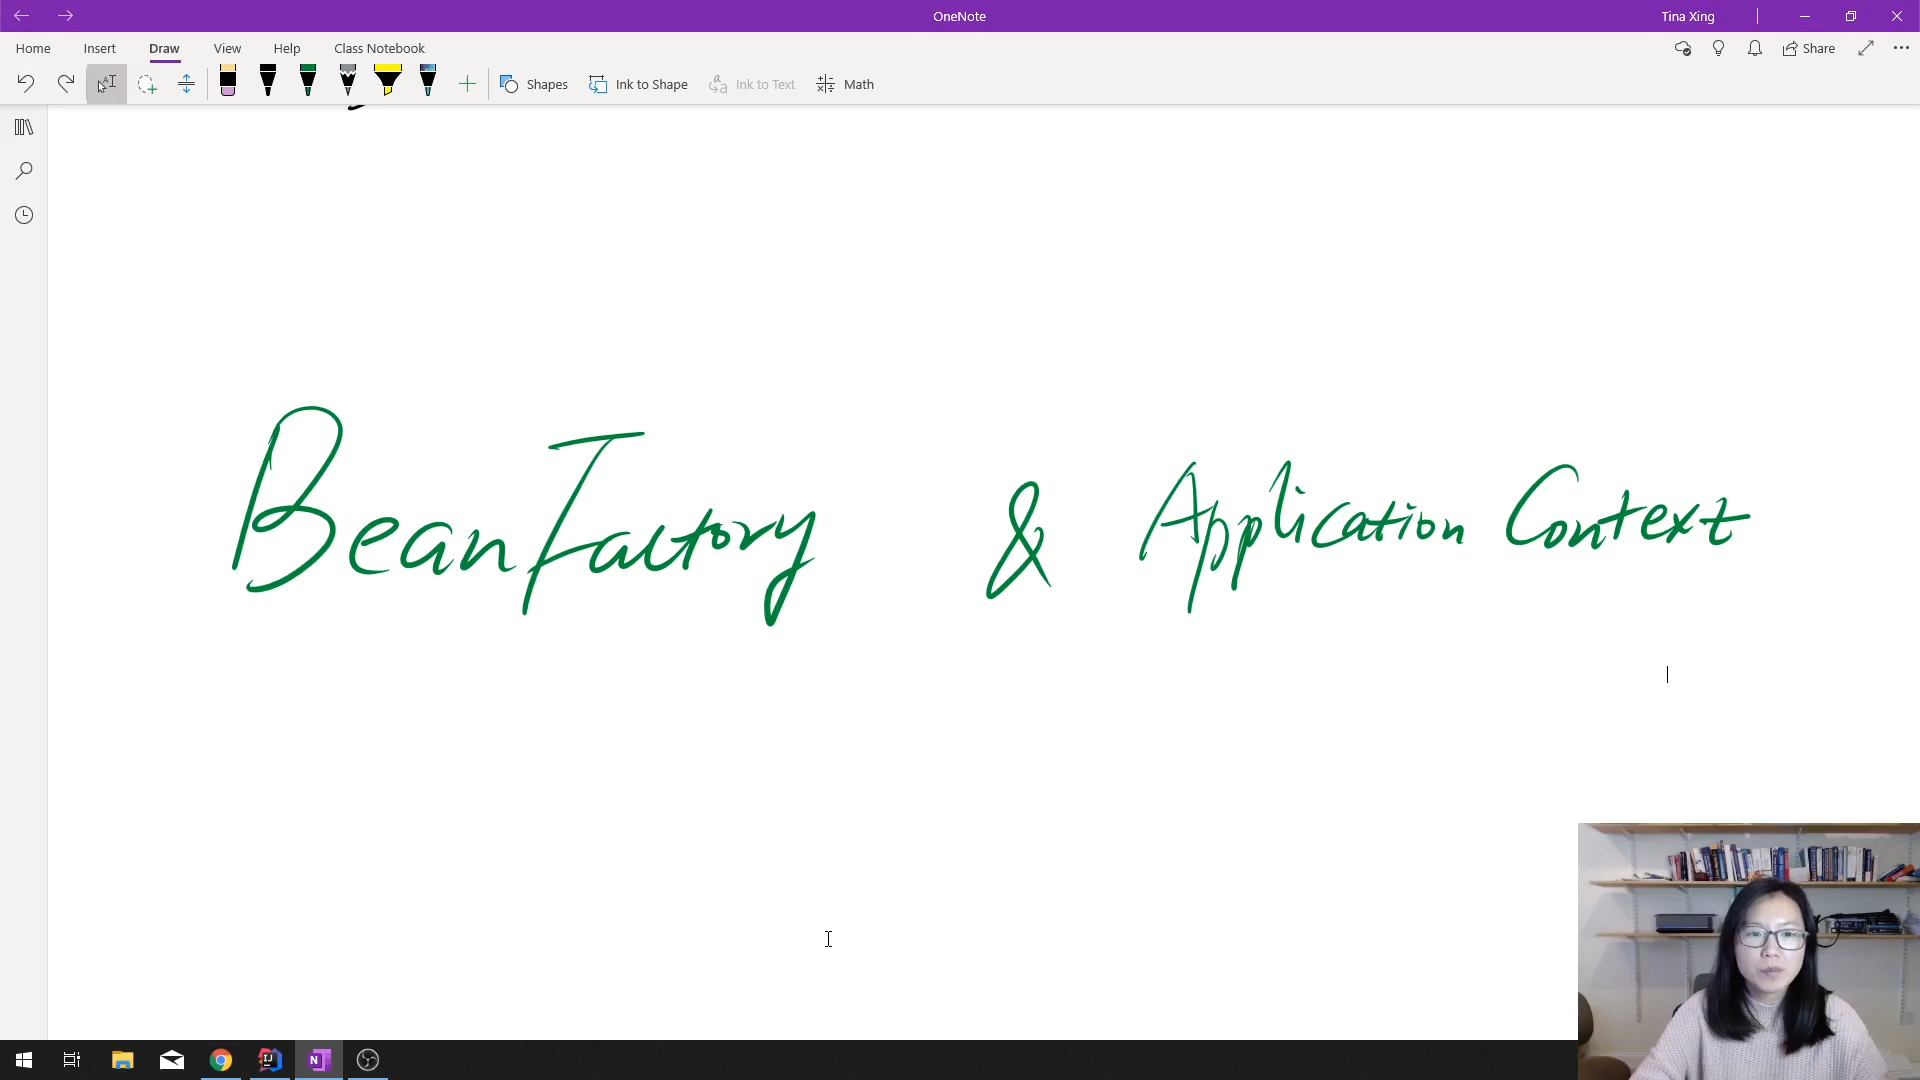 OneNote
Tina Xing
Home Insert Draw View Help Class Notebook
Share
Shapes Ink to Shape Ink to Text Math
BeanFactory & Application Context